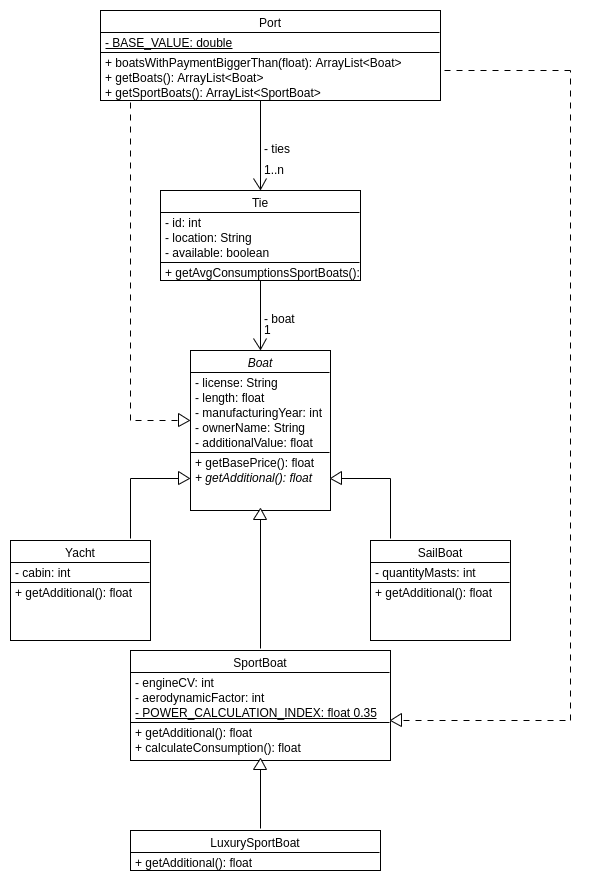 Port
- BASE_VALUE: double
+ boatsWithPaymentBiggerThan(float): ArrayList<Boat>
+ getBoats(): ArrayList<Boat>
+ getSportBoats(): ArrayList<SportBoat>
- ties
1..n
Tie
- id: int
- location: String
- available: boolean
+ getAvgConsumptionsSportBoats():
- boat
1
Boat
- license: String
- length: float
- manufacturingYear: int
- ownerName: String
- additionalValue: float
+ getBasePrice(): float
+ getAdditional(): float
Yacht
- cabin: int
+ getAdditional(): float
SailBoat
- quantityMasts: int
+ getAdditional(): float
SportBoat
- engineCV: int
- aerodynamicFactor: int
- POWER_CALCULATION_INDEX: float 0.35
+ getAdditional(): float
+ calculateConsumption(): float
LuxurySportBoat
+ getAdditional(): float